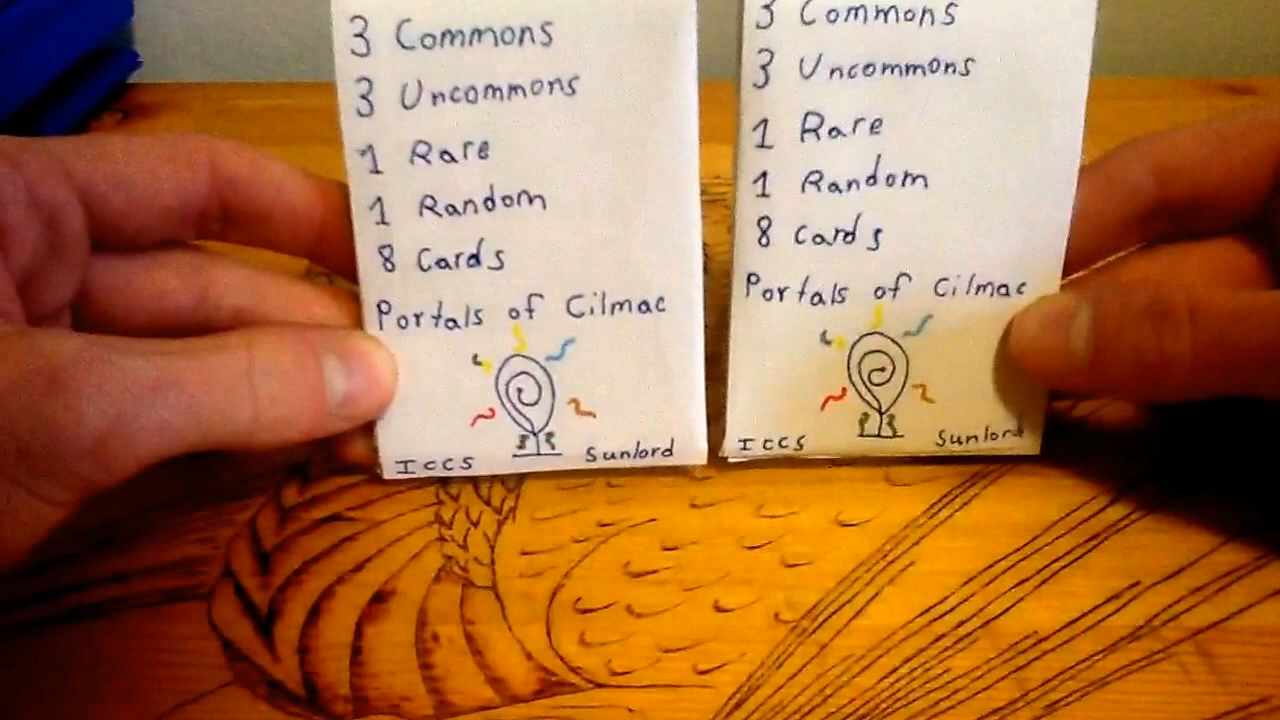 3 Commons
3 Uncommons
1 Rare
1 Random
8 Cards
Portals of Cilmac
ICCS Sunlord
3 Commons
3 Uncommons
1 Rare
1 Random
8 Cards
Portals of Cilmac
ICCS Sunlord